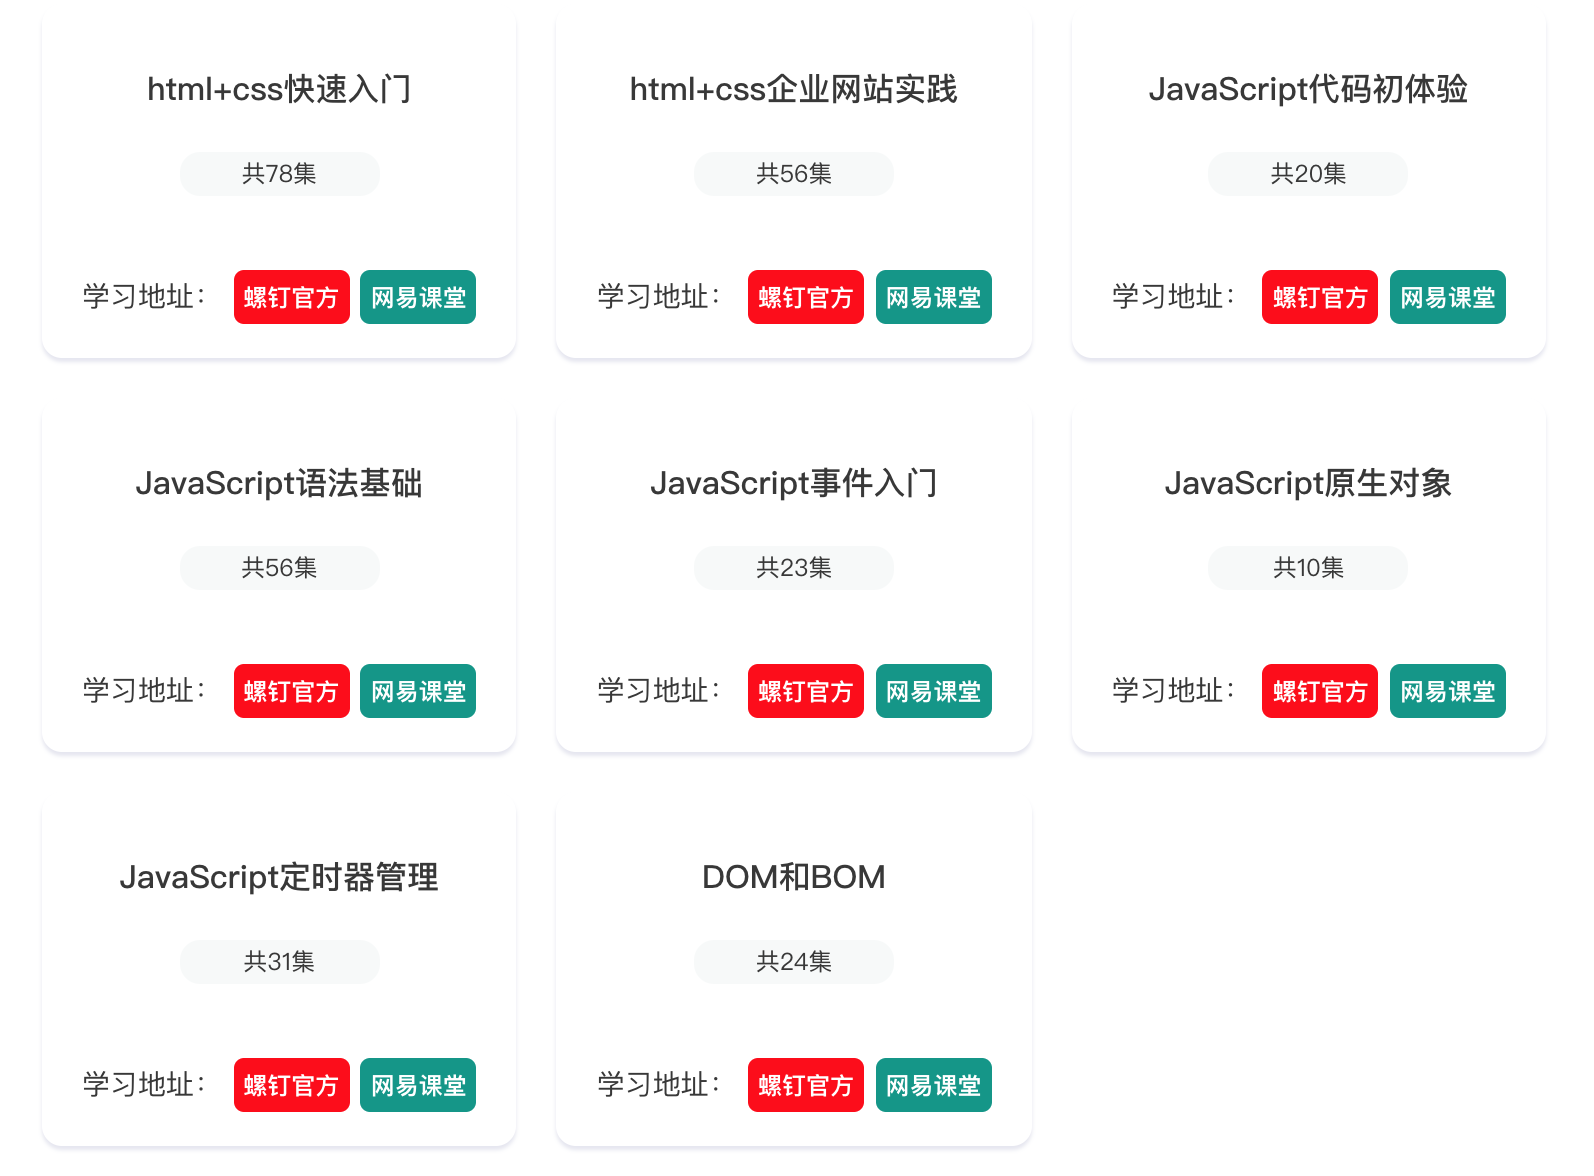 html+css快速入门
共78集
学习地址： 螺钉官方 网易课堂
html+css企业网站实践
共56集
学习地址： 螺钉官方 网易课堂
JavaScript代码初体验
共20集
学习地址： 螺钉官方 网易课堂
JavaScript语法基础
共56集
学习地址： 螺钉官方 网易课堂
JavaScript事件入门
共23集
学习地址： 螺钉官方 网易课堂
JavaScript原生对象
共10集
学习地址： 螺钉官方 网易课堂
JavaScript定时器管理
共31集
学习地址： 螺钉官方 网易课堂
DOM和BOM
共24集
学习地址： 螺钉官方 网易课堂